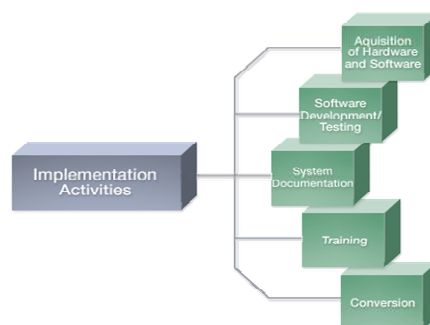 Aquisition
of Hardware
and Software
Software
Development/
Testing
Implementation
Activities
System
Documentation
Training
Conversion